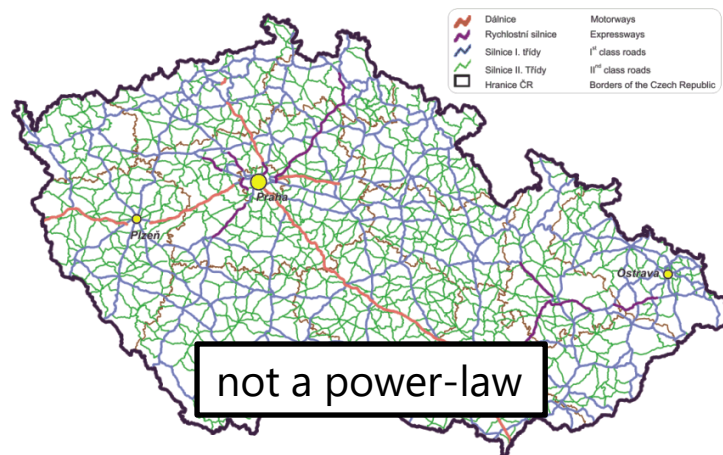 Dálnice Motorways
Rychlostní silnice Expressways
Silnice I. třídy Ist class roads
Silnice II. Třídy IInd class roads
Hranice ČR Borders of the Czech Republic
Praha
Plzeň
Ostrava
not a power-law